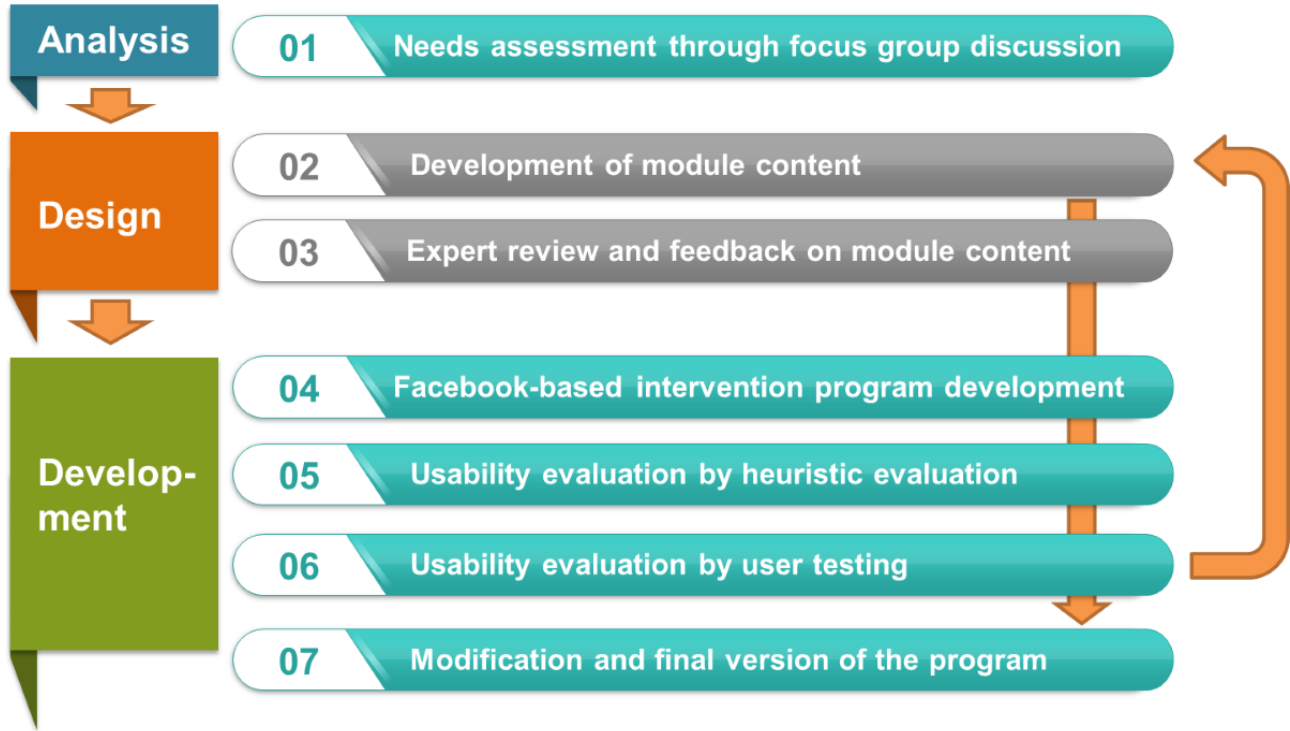 Analysis
01 Needs assessment through focus group discussion
Design
02 Development of module content
03 Expert review and feedback on module content
Develop-
ment
04 Facebook-based intervention program development
05 Usability evaluation by heuristic evaluation
06 Usability evaluation by user testing
07 Modification and final version of the program